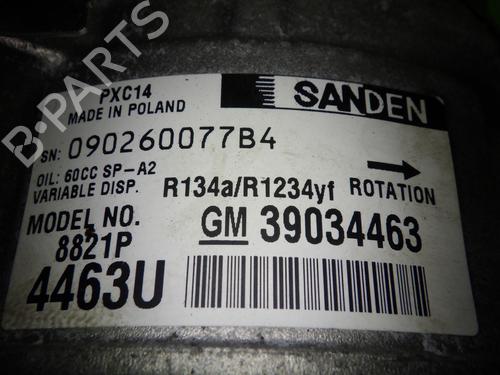 PXC14
MADE IN POLAND
SANDEN
SN: 090260077B4
OIL: 60CC SP-A2
VARIABLE DISP.
R134a/R1234yf ROTATION
MODEL NO.
8821P
GM 39034463
4463U
B-PARTS